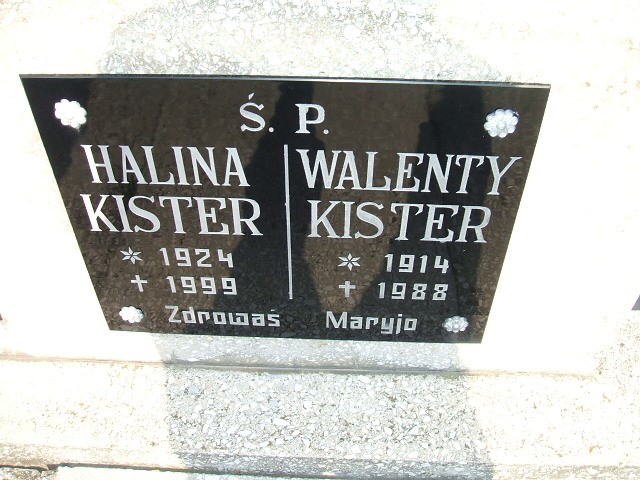 Ś. P.
HALINA
KISTER
* 1924
† 1999
WALENTY
KISTER
* 1914
† 1988
Zdrowaś Maryjo